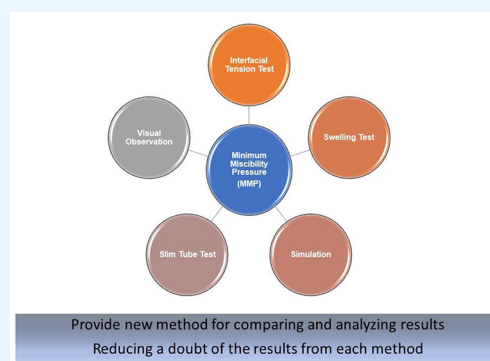 Interfacial
Tension Test
Visual
Observation
Swelling Test
Minimum
Miscibility
Pressure
(MMP)
Slim Tube Test
Simulation
Provide new method for comparing and analyzing results
Reducing a doubt of the results from each method